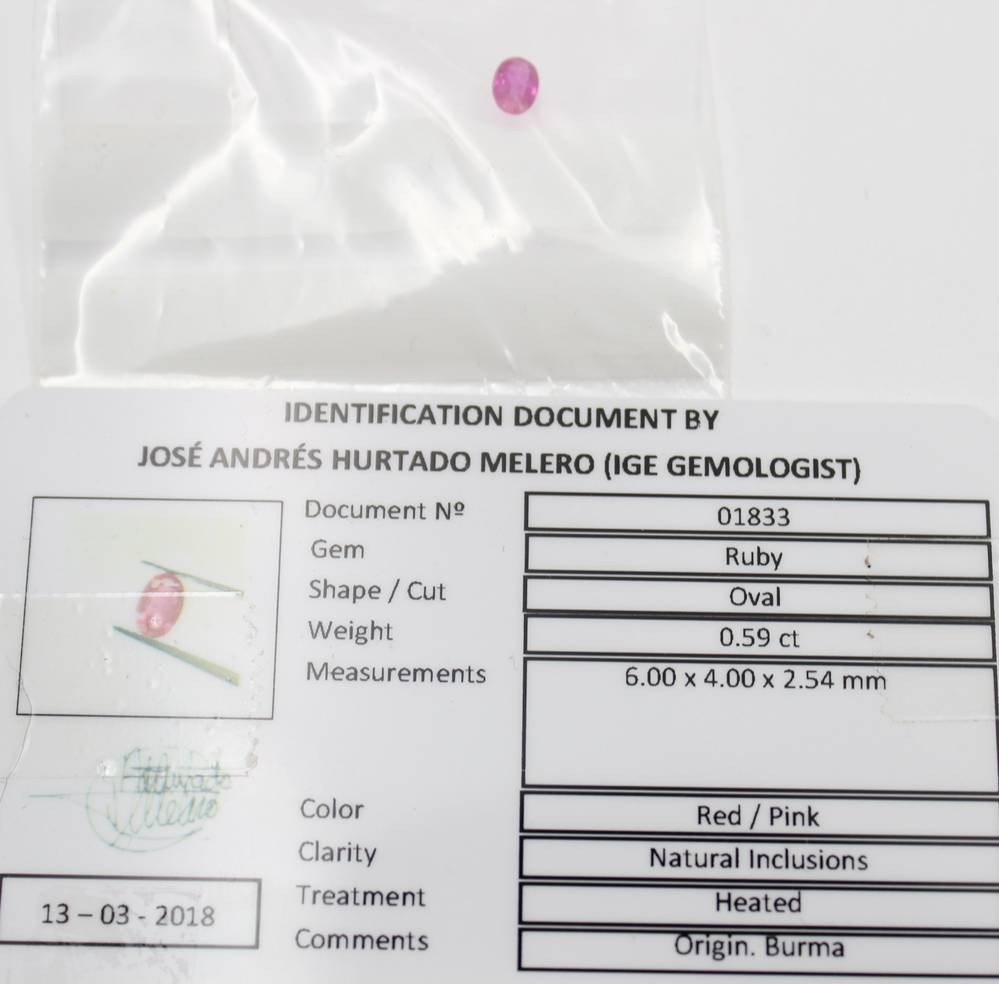 IDENTIFICATION DOCUMENT BY
JOSÉ ANDRÉS HURTADO MELERO (IGE GEMOLOGIST)
Document Nº 01833
Gem Ruby
Shape / Cut Oval
Weight 0.59 ct
Measurements 6.00 x 4.00 x 2.54 mm
Color Red / Pink
Clarity Natural Inclusions
Treatment Heated
Comments Origin. Burma
13 – 03 - 2018